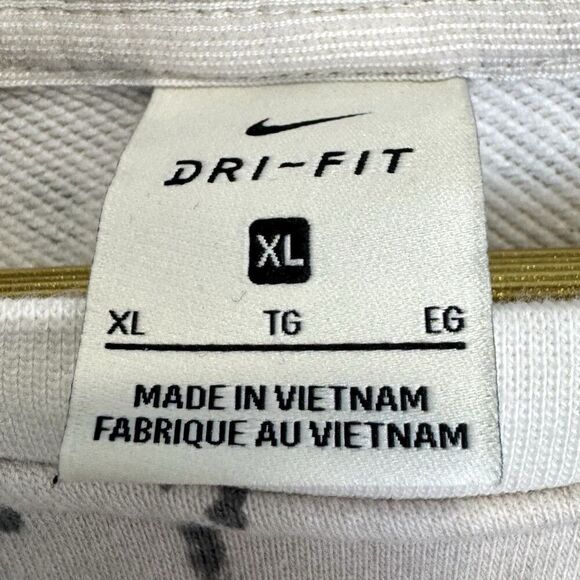 DRI-FIT
XL
XL TG EG
MADE IN VIETNAM
FABRIQUE AU VIETNAM